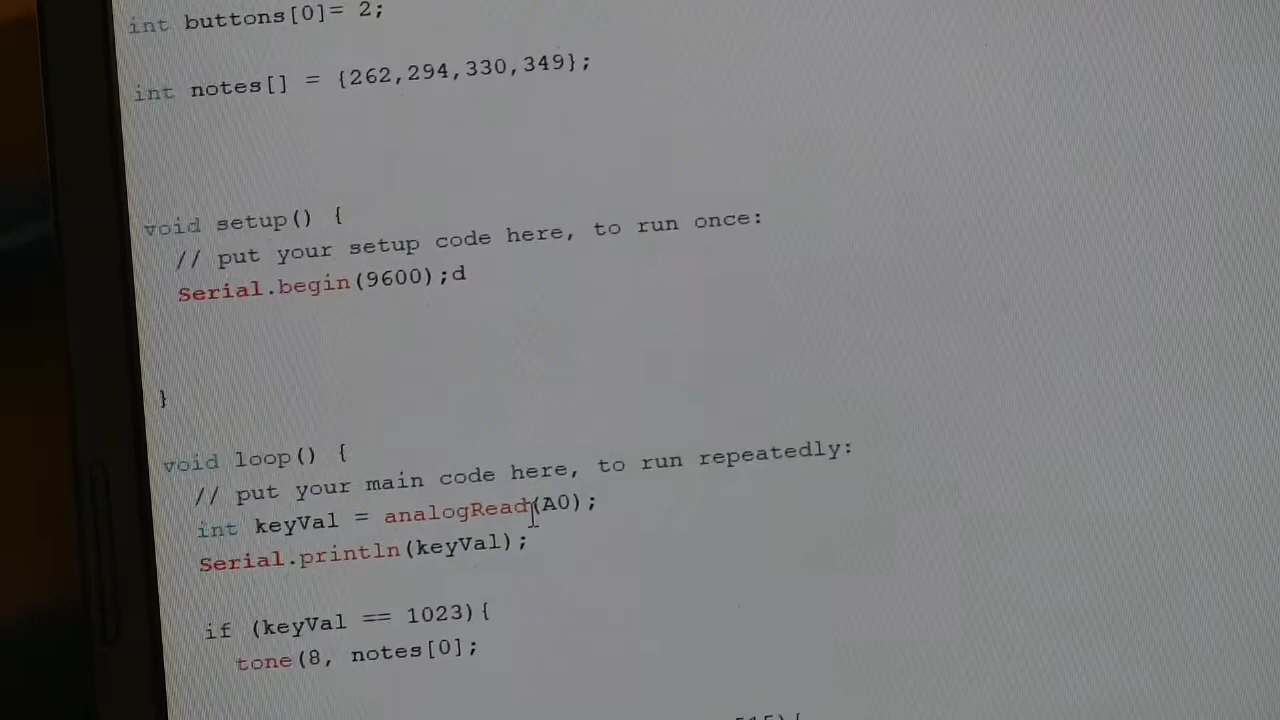 int buttons[0]= 2;
int notes[] = {262,294,330,349};
void setup() {
// put your setup code here, to run once:
Serial.begin(9600);d
}
void loop() {
// put your main code here, to run repeatedly:
int keyVal = analogRead(A0);
Serial.println(keyVal);
if (keyVal == 1023){
tone(8, notes[0];